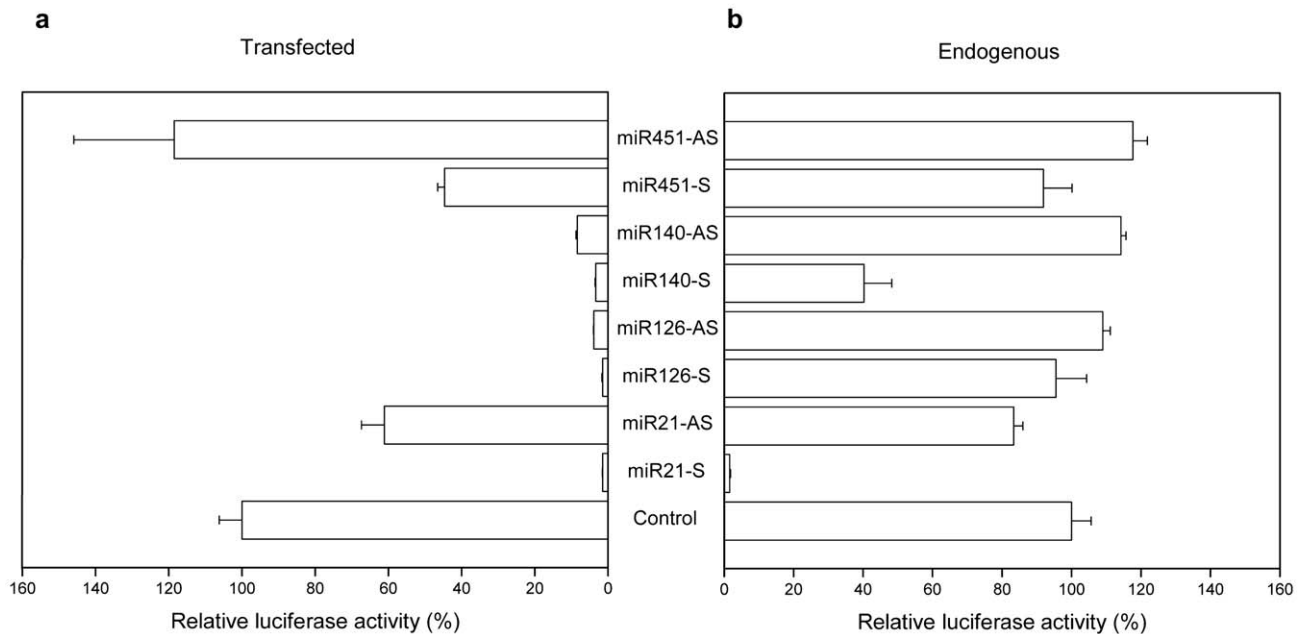 a
b
Transfected
Endogenous
miR451-AS
miR451-S
miR140-AS
miR140-S
miR126-AS
miR126-S
miR21-AS
miR21-S
Control
160 140 120 100 80 60 40 20 0
0 20 40 60 80 100 120 140 160
Relative luciferase activity (%)
Relative luciferase activity (%)